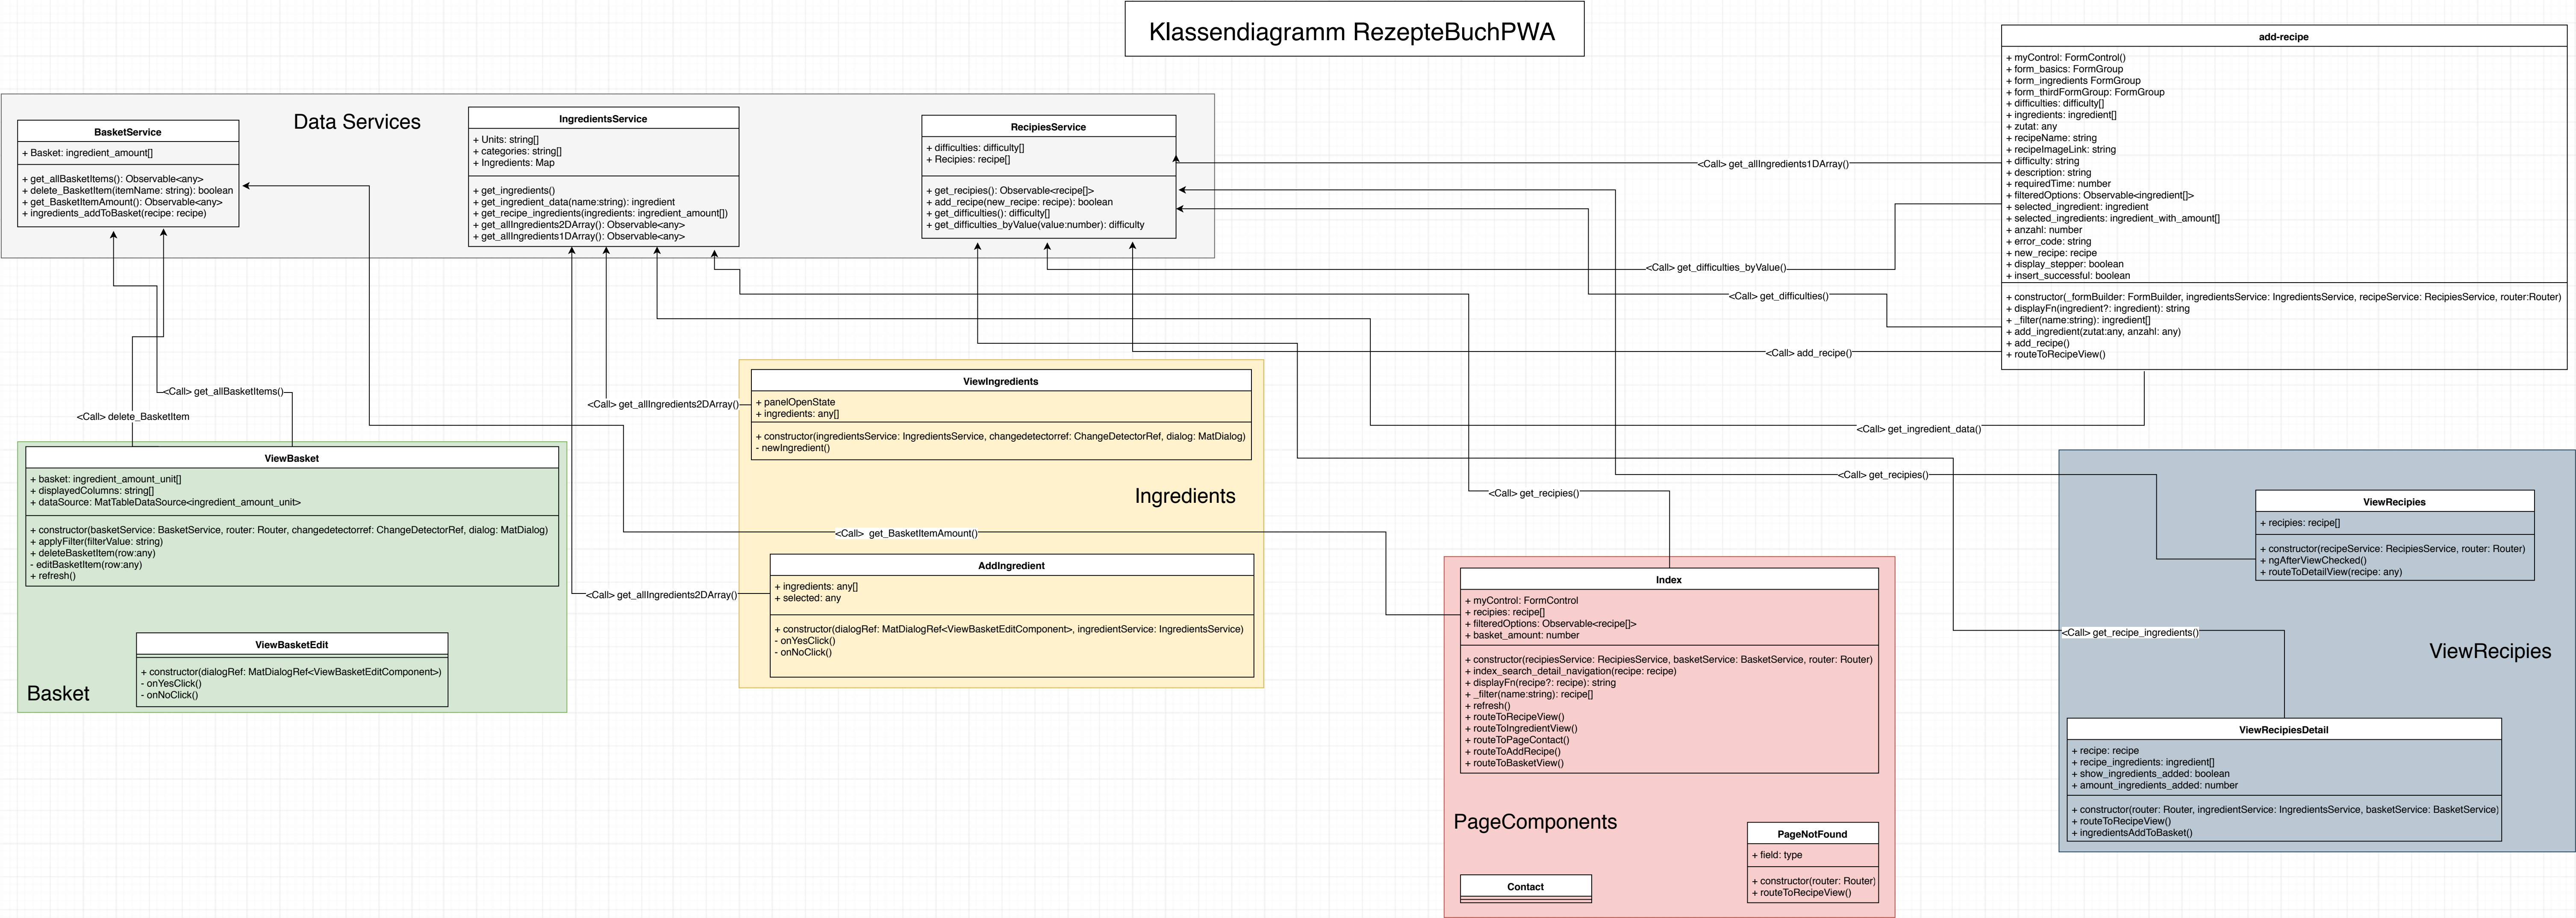 Klassendiagramm RezepteBuchPWA
Data Services
BasketService
+ Basket: ingredient_amount[]
+ get_allBasketItems(): Observable<any>
+ delete_BasketItem(itemName: string): boolean
+ get_BasketItemAmount(): Observable<any>
+ ingredients_addToBasket(recipe: recipe)
IngredientsService
+ Units: string[]
+ categories: string[]
+ Ingredients: Map
+ get_ingredients()
+ get_ingredient_data(name:string): ingredient
+ get_recipe_ingredients(ingredients: ingredient_amount[])
+ get_allIngredients2DArray(): Observable<any>
+ get_allIngredients1DArray(): Observable<any>
RecipiesService
+ difficulties: difficulty[]
+ Recipies: recipe[]
+ get_recipies(): Observable<recipe[]>
+ add_recipe(new_recipe: recipe): boolean
+ get_difficulties(): difficulty[]
+ get_difficulties_byValue(value:number): difficulty
add-recipe
+ myControl: FormControl()
+ form_basics: FormGroup
+ form_ingredients FormGroup
+ form_thirdFormGroup: FormGroup
+ difficulties: difficulty[]
+ ingredients: ingredient[]
+ zutat: any
+ recipeName: string
+ recipeImageLink: string
+ difficulty: string
+ description: string
+ requiredTime: number
+ filteredOptions: Observable<ingredient[]>
+ selected_ingredient: ingredient
+ selected_ingredients: ingredient_with_amount[]
+ anzahl: number
+ error_code: string
+ new_recipe: recipe
+ display_stepper: boolean
+ insert_successful: boolean
+ constructor(_formBuilder: FormBuilder, ingredientsService: IngredientsService, recipeService: RecipiesService, router:Router)
+ displayFn(ingredient?: ingredient): string
+ _filter(name:string): ingredient[]
+ add_ingredient(zutat:any, anzahl: any)
+ add_recipe()
+ routeToRecipeView()
<Call> get_allIngredients1DArray()
<Call> get_difficulties_byValue()
<Call> get_difficulties()
<Call> add_recipe()
<Call> get_ingredient_data()
<Call> get_allBasketItems()
<Call> delete_BasketItem
<Call> get_allIngredients2DArray()
<Call> get_recipies()
<Call> get_recipies()
<Call>  get_BasketItemAmount()
<Call> get_allIngredients2DArray()
<Call> get_recipe_ingredients()
ViewBasket
+ basket: ingredient_amount_unit[]
+ displayedColumns: string[]
+ dataSource: MatTableDataSource<ingredient_amount_unit>
+ constructor(basketService: BasketService, router: Router, changedetectorref: ChangeDetectorRef, dialog: MatDialog)
+ applyFilter(filterValue: string)
+ deleteBasketItem(row:any)
- editBasketItem(row:any)
+ refresh()
ViewBasketEdit
+ constructor(dialogRef: MatDialogRef<ViewBasketEditComponent>)
- onYesClick()
- onNoClick()
Basket
ViewIngredients
+ panelOpenState
+ ingredients: any[]
+ constructor(ingredientsService: IngredientsService, changedetectorref: ChangeDetectorRef, dialog: MatDialog)
- newIngredient()
Ingredients
AddIngredient
+ ingredients: any[]
+ selected: any
+ constructor(dialogRef: MatDialogRef<ViewBasketEditComponent>, ingredientService: IngredientsService)
- onYesClick()
- onNoClick()
Index
+ myControl: FormControl
+ recipies: recipe[]
+ filteredOptions: Observable<recipe[]>
+ basket_amount: number
+ constructor(recipiesService: RecipiesService, basketService: BasketService, router: Router)
+ index_search_detail_navigation(recipe: recipe)
+ displayFn(recipe?: recipe): string
+ _filter(name:string): recipe[]
+ refresh()
+ routeToRecipeView()
+ routeToIngredientView()
+ routeToPageContact()
+ routeToAddRecipe()
+ routeToBasketView()
PageComponents
PageNotFound
+ field: type
+ constructor(router: Router)
+ routeToRecipeView()
Contact
ViewRecipies
+ recipies: recipe[]
+ constructor(recipeService: RecipiesService, router: Router)
+ ngAfterViewChecked()
+ routeToDetailView(recipe: any)
ViewRecipies
ViewRecipiesDetail
+ recipe: recipe
+ recipe_ingredients: ingredient[]
+ show_ingredients_added: boolean
+ amount_ingredients_added: number
+ constructor(router: Router, ingredientService: IngredientsService, basketService: BasketService)
+ routeToRecipeView()
+ ingredientsAddToBasket()